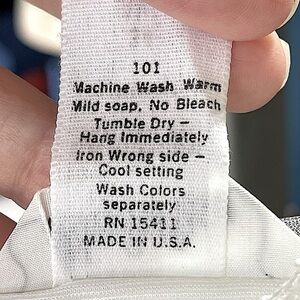 101
Machine Wash Warm
Mild soap, No Bleach
Tumble Dry –
Hang Immediately
Iron Wrong side –
Cool setting
Wash Colors
separately
RN 15411
MADE IN U.S.A.